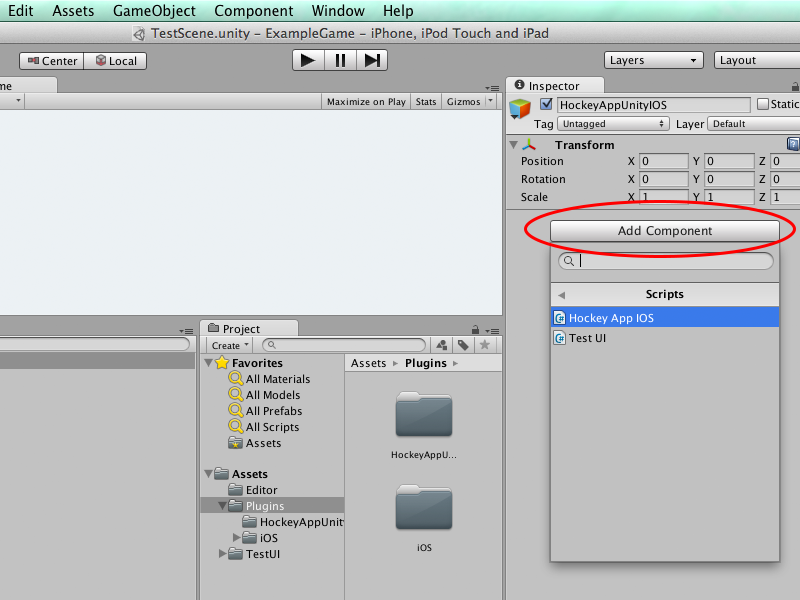 Edit Assets GameObject Component Window Help
TestScene.unity – ExampleGame – iPhone, iPod Touch and iPad
Center Local Layers Layout
me
Maximize on Play Stats Gizmos
Inspector
HockeyAppUnityIOS Static
Tag Untagged Layer Default
Transform
Position X 0 Y 0 Z 0
Rotation X 0 Y 0 Z 0
Scale X 1 Y 1 Z 1
Add Component
Scripts
Hockey App IOS
Test UI
Project
Create
Favorites
All Materials
All Models
All Prefabs
All Scripts
Assets
Assets
Editor
Plugins
HockeyAppUnit
iOS
TestUI
Assets Plugins
HockeyAppU...
iOS